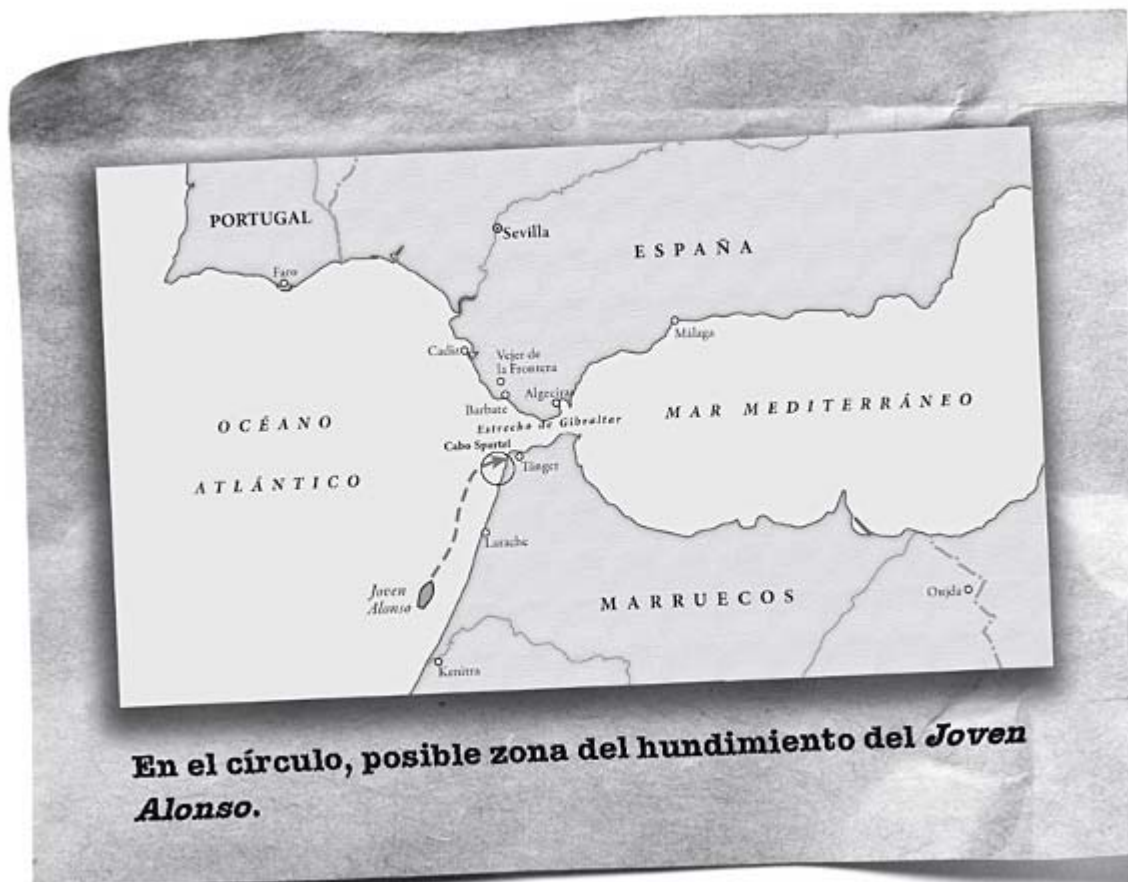 PORTUGAL
Sevilla
ESPAÑA
Faro
Málaga
Cadiz
Vejer de
la Frontera
Algeciras
Barbate
OCÉANO
ATLÁNTICO
Estrecho de Gibraltar
MAR MEDITERRÁNEO
Cabo Spartel
Tánger
Larache
Joven
Alonso
MARRUECOS
Oujda
Kenitra
En el círculo, posible zona del hundimiento del Joven
Alonso.